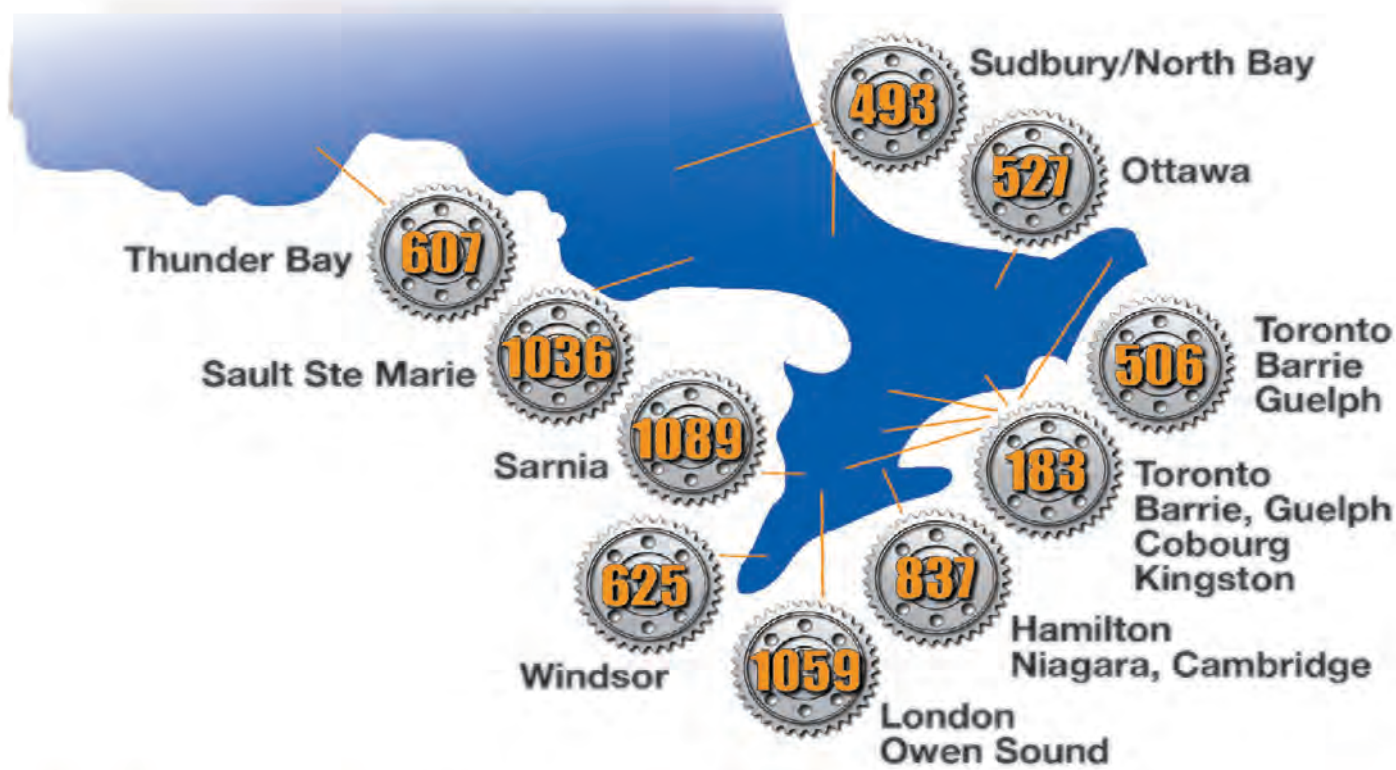 493
Sudbury/North Bay
527
Ottawa
607
Thunder Bay
1036
Sault Ste Marie
506
Toronto
Barrie
Guelph
1089
Sarnia
183
Toronto
Barrie, Guelph
Cobourg
Kingston
625
Windsor
837
Hamilton
Niagara, Cambridge
1059
London
Owen Sound